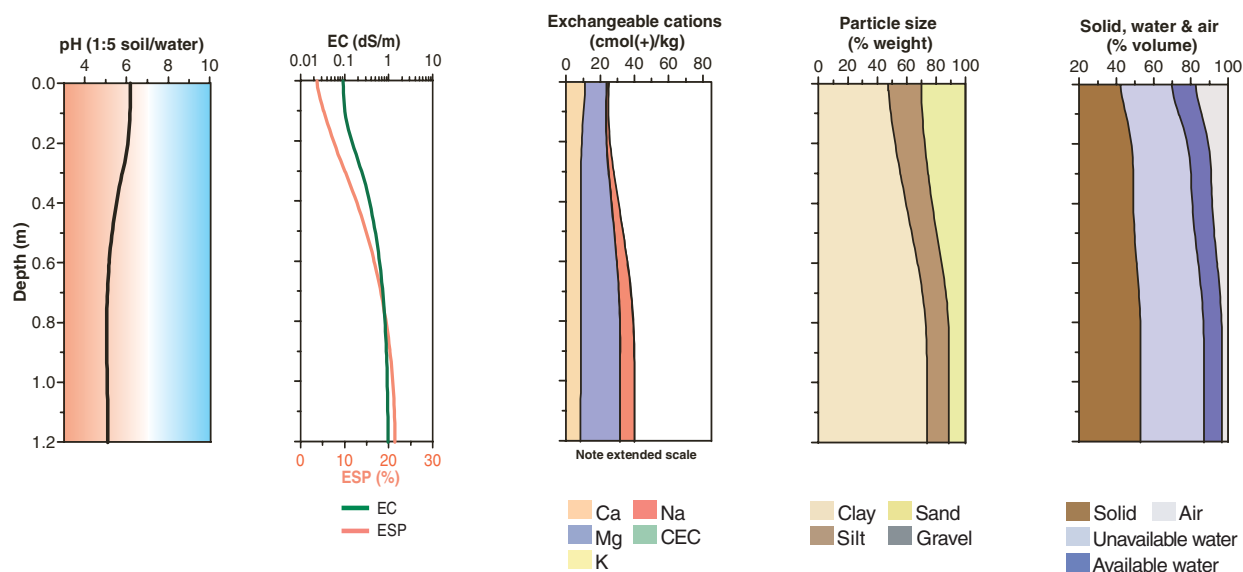 pH (1:5 soil/water)
4 6 8 10
Depth (m)
0.0
0.2
0.4
0.6
0.8
1.0
1.2
EC (dS/m)
0.01 0.1 1 10
0 10 20 30
ESP (%)
EC
ESP
Exchangeable cations
(cmol(+)/kg)
0 20 40 60 80
Note extended scale
Ca Na
Mg CEC
K
Particle size
(% weight)
0 20 40 60 80 100
Clay Sand
Silt Gravel
Solid, water & air
(% volume)
20 40 60 80 100
Solid Air
Unavailable water
Available water